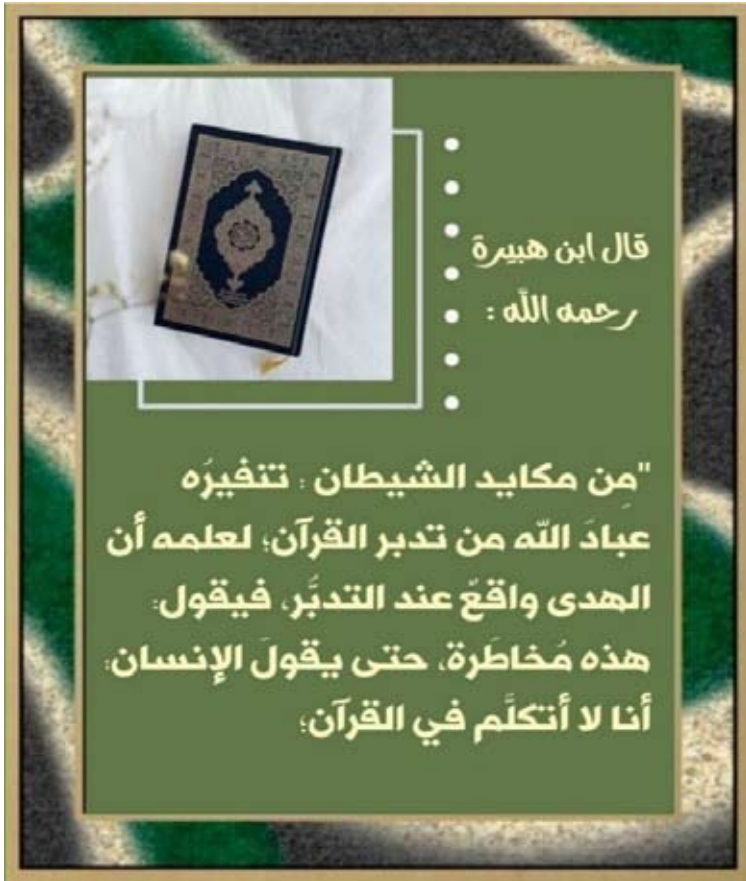 قال ابن هبيرة
رحمه اللّه :
"مِن مكايد الشيطان : تنفيرُه
عبادَ اللّه من تدبر القرآن؛ لعلمه أن
الهدى واقعٌ عند التدبُّر، فيقول:
هذه مُخاطَرة، حتى يقولَ الإنسان:
أنا لا أتكلَّم في القرآن؛